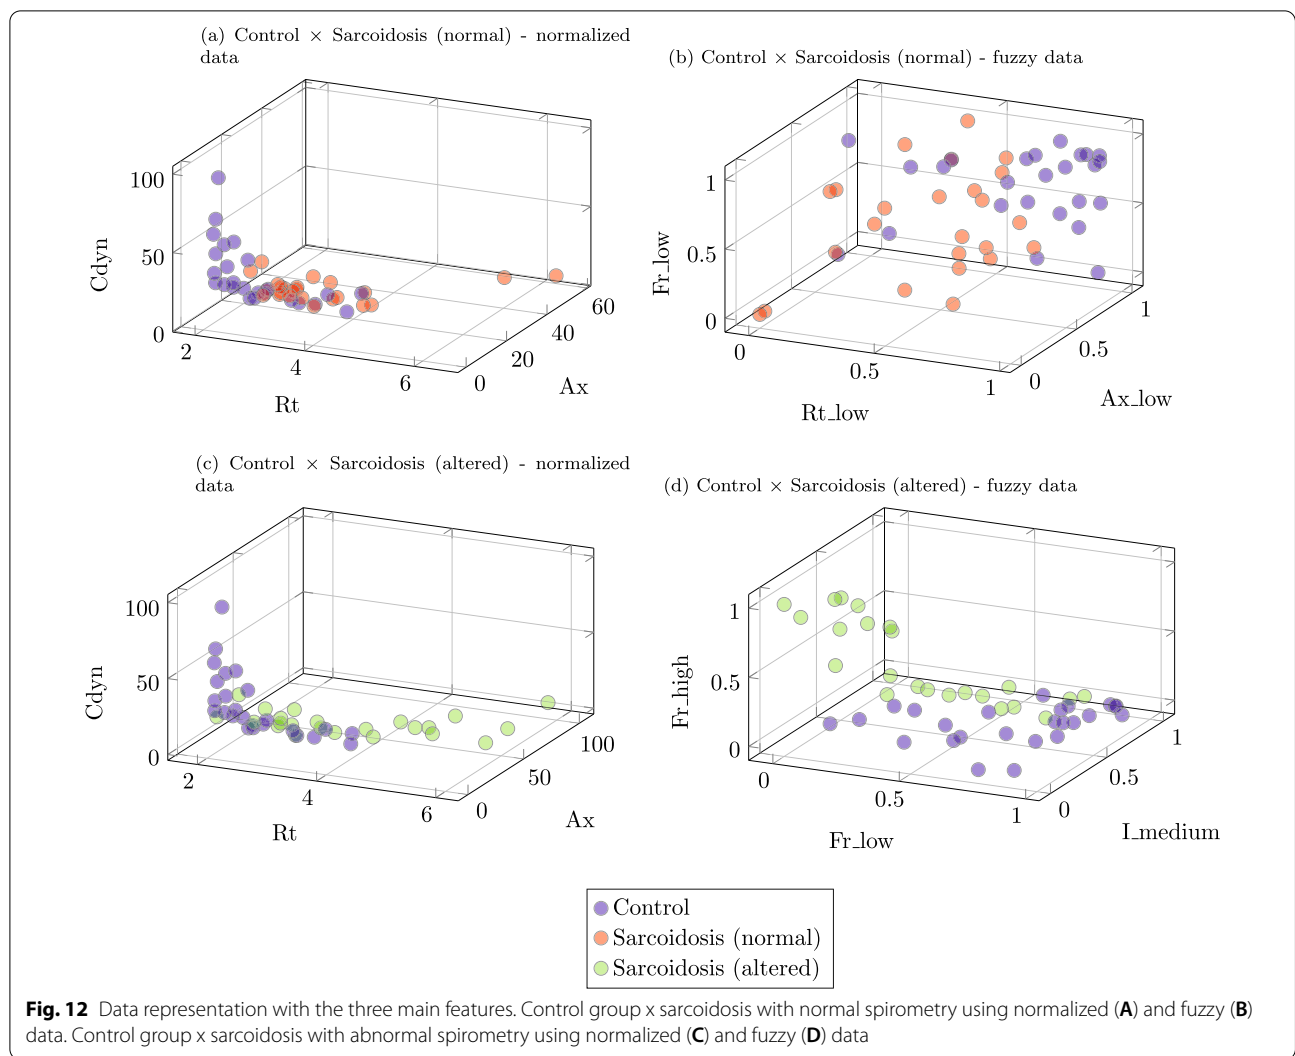 (a) Control × Sarcoidosis (normal) - normalized
data
100
50
0
Cdyn
2
4
6
Rt
0
20
40
60
Ax
(b) Control × Sarcoidosis (normal) - fuzzy data
1
0.5
0
Fr_low
0
0.5
1
Rt_low
0
0.5
1
Ax_low
(c) Control × Sarcoidosis (altered) - normalized
data
100
50
0
Cdyn
2
4
6
Rt
0
50
100
Ax
(d) Control × Sarcoidosis (altered) - fuzzy data
1
0.5
0
Fr_high
0
0.5
1
Fr_low
0
0.5
1
I_medium
Control
Sarcoidosis (normal)
Sarcoidosis (altered)
Fig. 12 Data representation with the three main features. Control group x sarcoidosis with normal spirometry using normalized (A) and fuzzy (B)
data. Control group x sarcoidosis with abnormal spirometry using normalized (C) and fuzzy (D) data